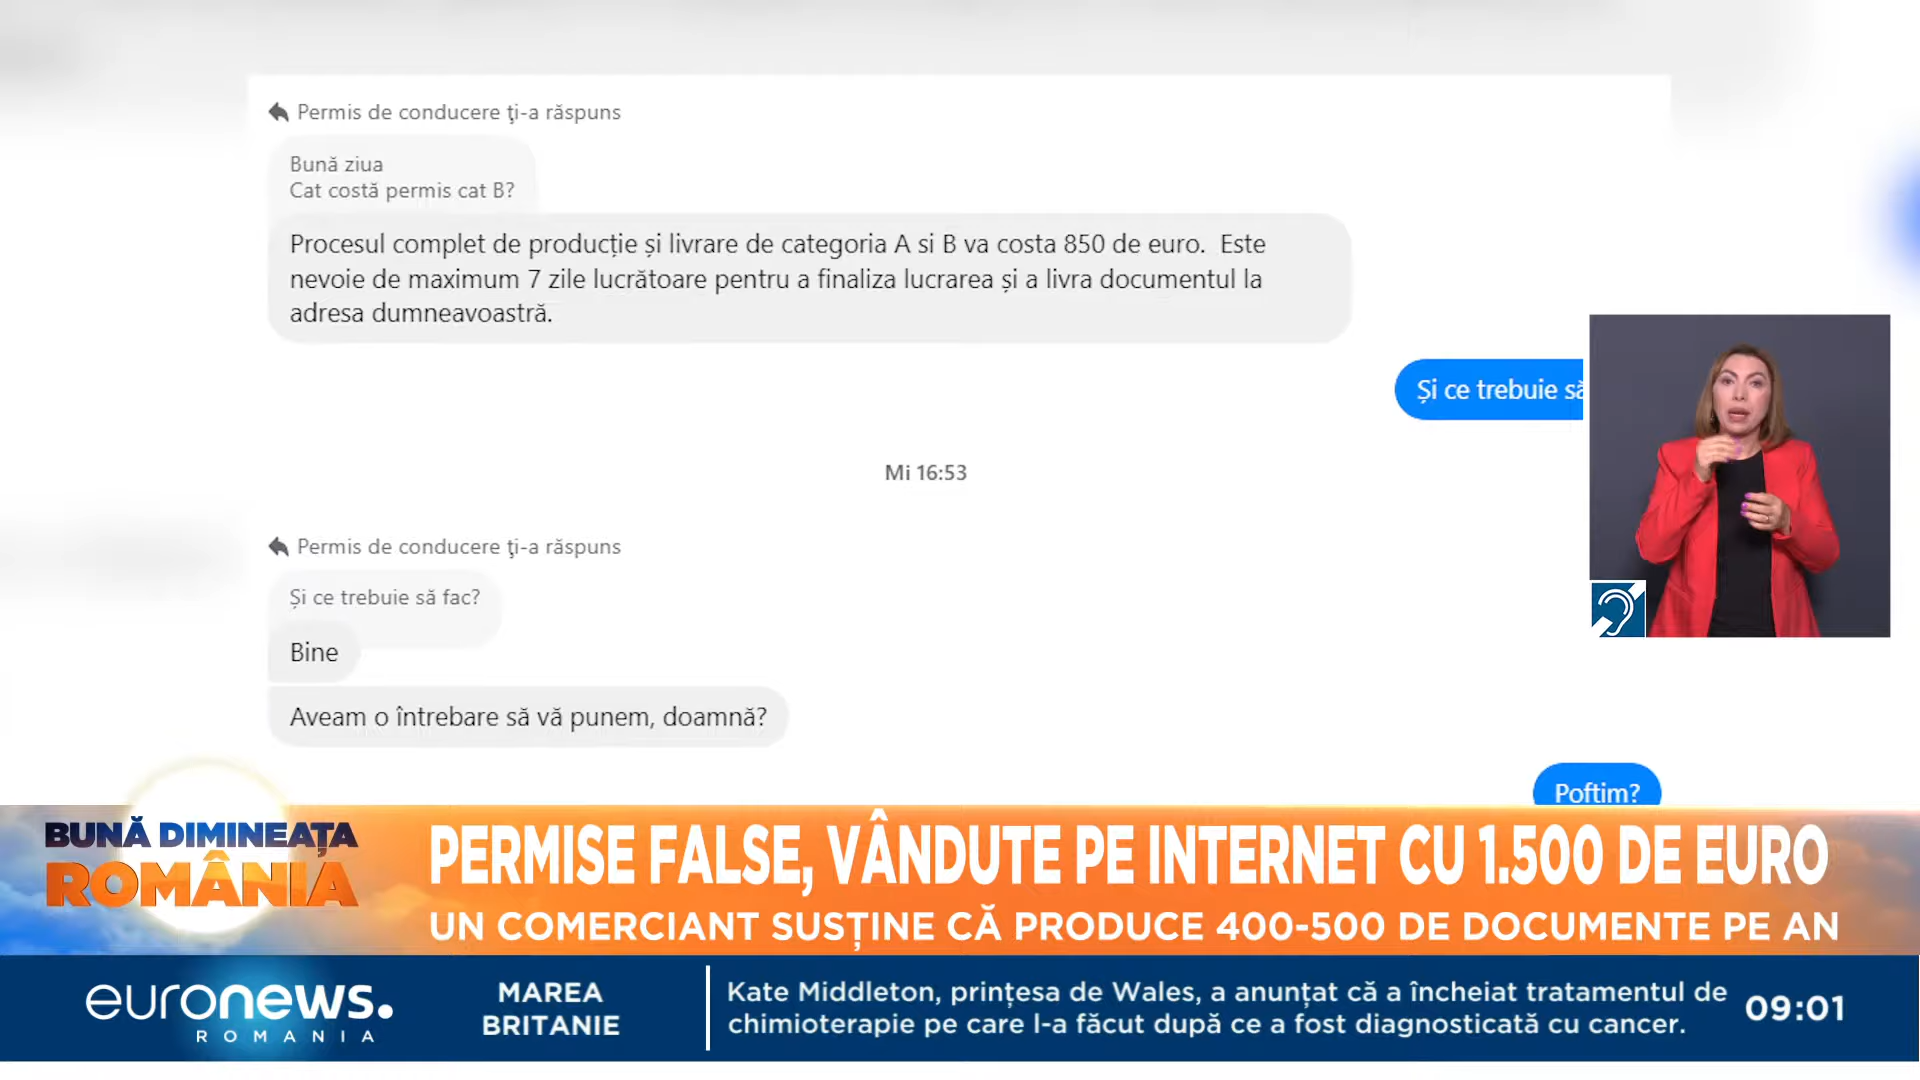 Permis de conducere ţi-a răspuns
Bună ziua
Cat costă permis cat B?
Procesul complet de producție și livrare de categoria A si B va costa 850 de euro. Este
nevoie de maximum 7 zile lucrătoare pentru a finaliza lucrarea și a livra documentul la
adresa dumneavoastră.
Și ce trebuie să
Mi 16:53
Permis de conducere ţi-a răspuns
Și ce trebuie să fac?
Bine
Aveam o întrebare să vă punem, doamnă?
Poftim?
BUNĂ DIMINEAȚA
ROMÂNIA
PERMISE FALSE, VÂNDUTE PE INTERNET CU 1.500 DE EURO
UN COMERCIANT SUSȚINE CĂ PRODUCE 400-500 DE DOCUMENTE PE AN
euronews.
ROMANIA
MAREA
BRITANIE
Kate Middleton, prințesa de Wales, a anunțat că a încheiat tratamentul de
chimioterapie pe care l-a făcut după ce a fost diagnosticată cu cancer.
09:01